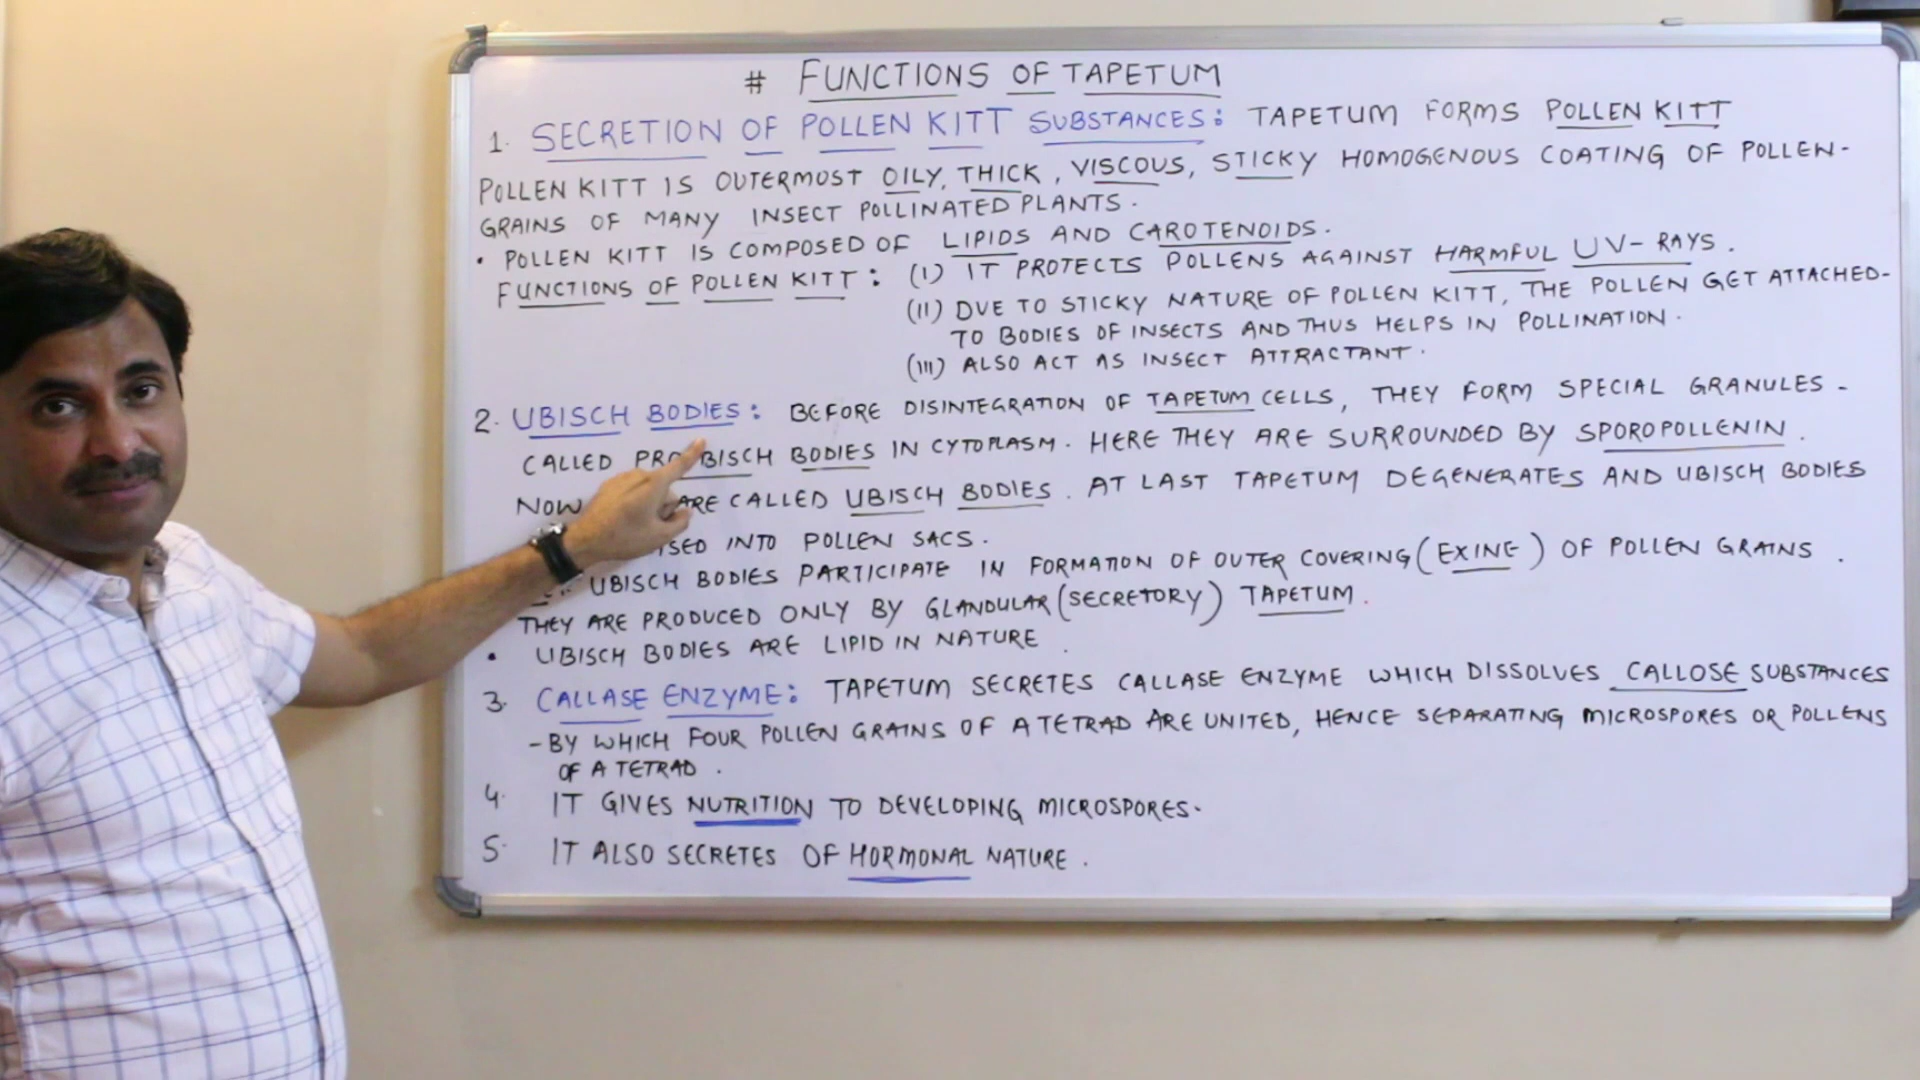 # FUNCTIONS OF TAPETUM
1. SECRETION OF POLLEN KITT SUBSTANCES: TAPETUM FORMS POLLEN KITT
POLLEN KITT IS OUTERMOST OILY, THICK, VISCOUS, STICKY HOMOGENOUS COATING OF POLLEN-
GRAINS OF MANY INSECT POLLINATED PLANTS.
• POLLEN KITT IS COMPOSED OF LIPIDS AND CAROTENOIDS.
FUNCTIONS OF POLLEN KITT: (I) IT PROTECTS POLLENS AGAINST HARMFUL UV-RAYS.
(II) DUE TO STICKY NATURE OF POLLEN KITT, THE POLLEN GET ATTACHED-
TO BODIES OF INSECTS AND THUS HELPS IN POLLINATION.
(III) ALSO ACT AS INSECT ATTRACTANT.
2. UBISCH BODIES: BEFORE DISINTEGRATION OF TAPETUM CELLS, THEY FORM SPECIAL GRANULES-
CALLED BISCH BODIES IN CYTOPLASM. HERE THEY ARE SURROUNDED BY SPOROPOLLENIN.
NOW ARE CALLED UBISCH BODIES. AT LAST TAPETUM DEGENERATES AND UBISCH BODIES
INTO POLLEN SACS.
UBISCH BODIES PARTICIPATE IN FORMATION OF OUTER COVERING (EXINE) OF POLLEN GRAINS.
THEY ARE PRODUCED ONLY BY GLANDULAR (SECRETORY) TAPETUM.
• UBISCH BODIES ARE LIPID IN NATURE.
3. CALLASE ENZYME: TAPETUM SECRETES CALLASE ENZYME WHICH DISSOLVES CALLOSE SUBSTANCES
- BY WHICH FOUR POLLEN GRAINS OF A TETRAD ARE UNITED, HENCE SEPARATING MICROSPORES OR POLLENS
OF A TETRAD.
4. IT GIVES NUTRITION TO DEVELOPING MICROSPORES.
5. IT ALSO SECRETES OF HORMONAL NATURE.